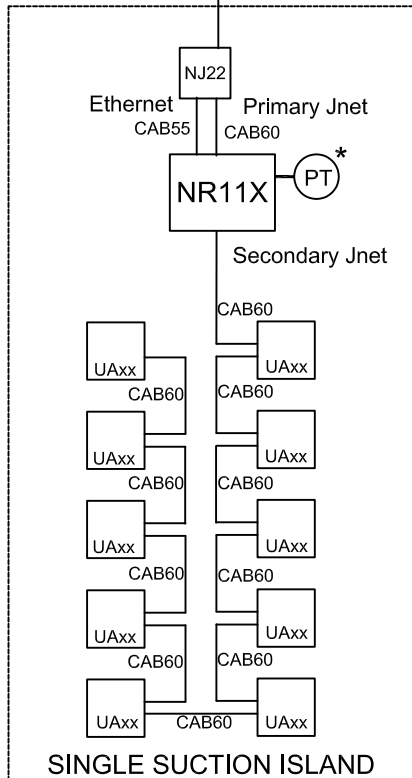 NJ22
Ethernet
Primary Jnet
CAB55
CAB60
*
NR11X
PT
Secondary Jnet
CAB60
UAxx
UAxx
CAB60
CAB60
UAxx
UAxx
CAB60
CAB60
UAxx
UAxx
CAB60
CAB60
UAxx
UAxx
CAB60
CAB60
UAxx
CAB60
UAxx
SINGLE SUCTION ISLAND